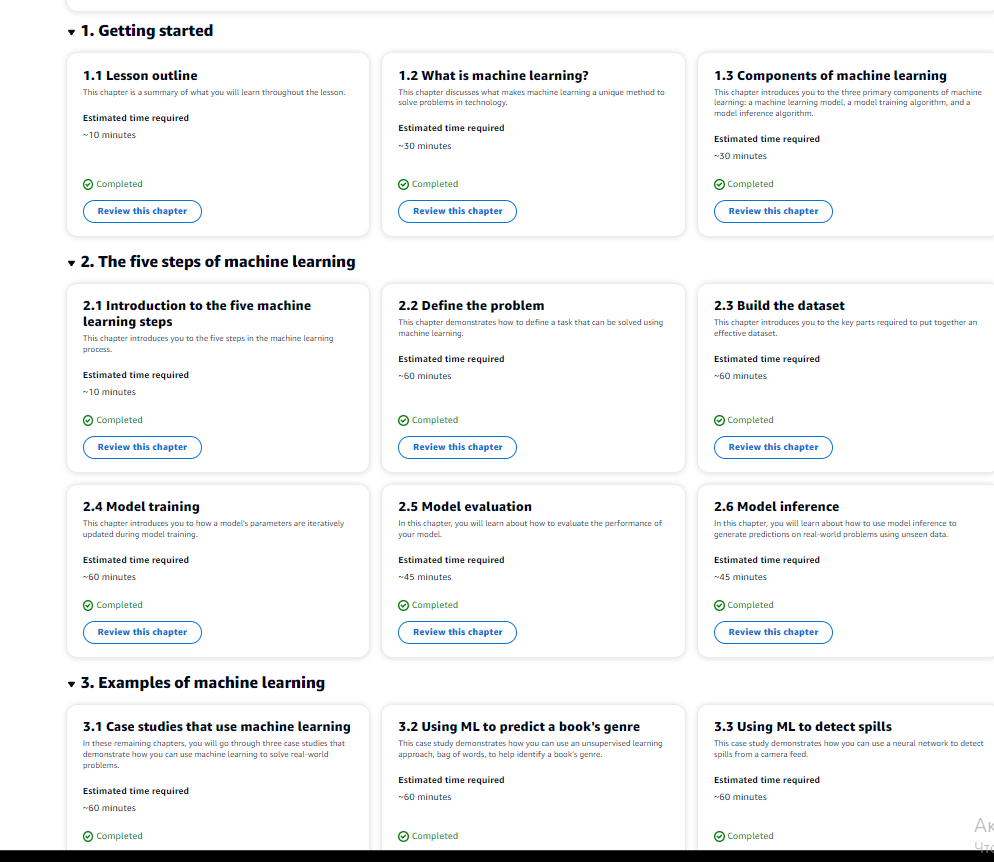 1. Getting started
1.1 Lesson outline
This chapter is a summary of what you will learn throughout the lesson.
Estimated time required
~10 minutes
Completed
Review this chapter
1.2 What is machine learning?
This chapter discusses what makes machine learning a unique method to
solve problems in technology.
Estimated time required
~30 minutes
Completed
Review this chapter
1.3 Components of machine learning
This chapter introduces you to the three primary components of machine
learning: a machine learning model, a model training algorithm, and a
model inference algorithm.
Estimated time required
~30 minutes
Completed
Review this chapter
2. The five steps of machine learning
2.1 Introduction to the five machine
learning steps
This chapter introduces you to the five steps in the machine learning
process.
Estimated time required
~10 minutes
Completed
Review this chapter
2.2 Define the problem
This chapter demonstrates how to define a task that can be solved using
machine learning.
Estimated time required
~60 minutes
Completed
Review this chapter
2.3 Build the dataset
This chapter introduces you to the key parts required to put together an
effective dataset.
Estimated time required
~60 minutes
Completed
Review this chapter
2.4 Model training
This chapter introduces you to how a model's parameters are iteratively
updated during model training.
Estimated time required
~60 minutes
Completed
Review this chapter
2.5 Model evaluation
In this chapter, you will learn about how to evaluate the performance of
your model.
Estimated time required
~45 minutes
Completed
Review this chapter
2.6 Model inference
In this chapter, you will learn about how to use model inference to
generate predictions on real-world problems using unseen data.
Estimated time required
~45 minutes
Completed
Review this chapter
3. Examples of machine learning
3.1 Case studies that use machine learning
In these remaining chapters, you will go through three case studies that
demonstrate how you can use machine learning to solve real-world
problems.
Estimated time required
~60 minutes
Completed
3.2 Using ML to predict a book's genre
This case study demonstrates how you can use an unsupervised learning
approach, bag of words, to help identify a book's genre.
Estimated time required
~60 minutes
Completed
3.3 Using ML to detect spills
This case study demonstrates how you can use a neural network to detect
spills from a camera feed.
Estimated time required
~60 minutes
Completed